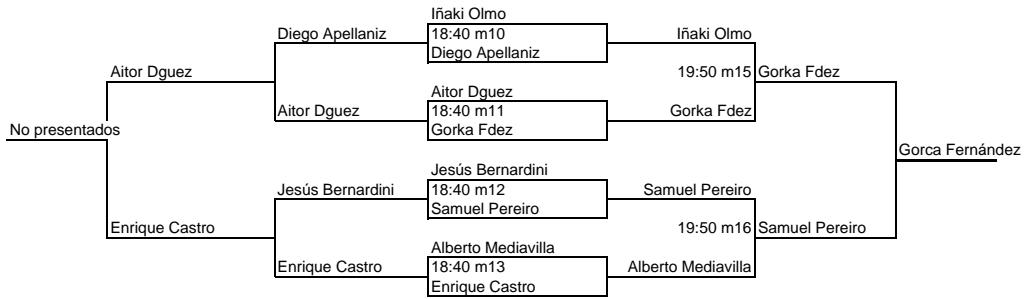 Iñaki Olmo
Diego Apellaniz
18:40 m10
Iñaki Olmo
Diego Apellaniz
Aitor Dguez
19:50 m15
Gorka Fdez
Aitor Dguez
Aitor Dguez
18:40 m11
Gorka Fdez
Gorka Fdez
No presentados
Gorca Fernández
Jesús Bernardini
Jesús Bernardini
18:40 m12
Samuel Pereiro
Samuel Pereiro
Enrique Castro
19:50 m16
Samuel Pereiro
Alberto Mediavilla
Enrique Castro
18:40 m13
Alberto Mediavilla
Enrique Castro